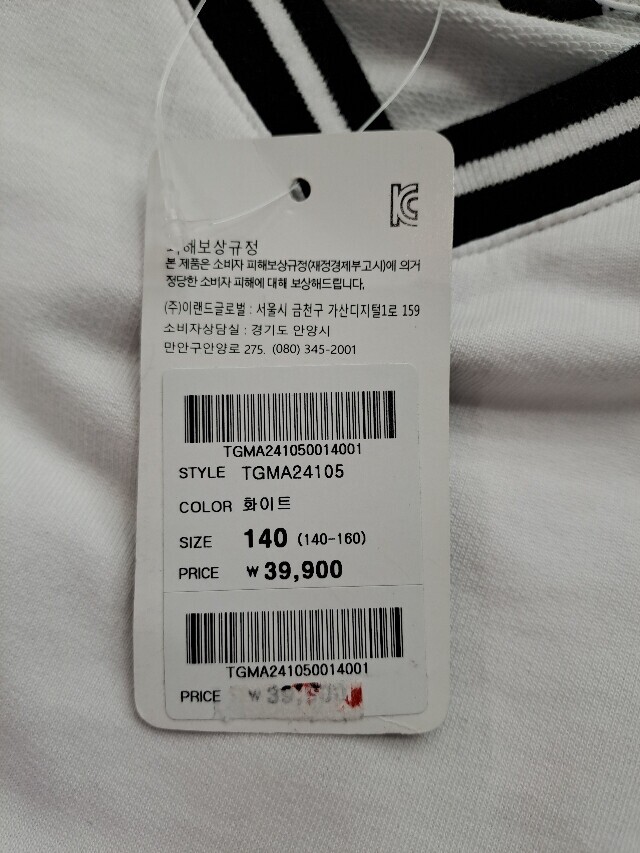 피해보상규정
본 제품은 소비자 피해보상규정(재정경제부고시)에 의거
정당한 소비자 피해에 대해 보상해드립니다.
(주)이랜드글로벌 : 서울시 금천구 가산디지털1로 159
소비자상담실 : 경기도 안양시
만안구안양로 275. (080) 345-2001
TGMA241050014001
STYLE TGMA24105
COLOR 화이트
SIZE 140 (140-160)
PRICE ₩39,900
TGMA241050014001
PRICE ₩